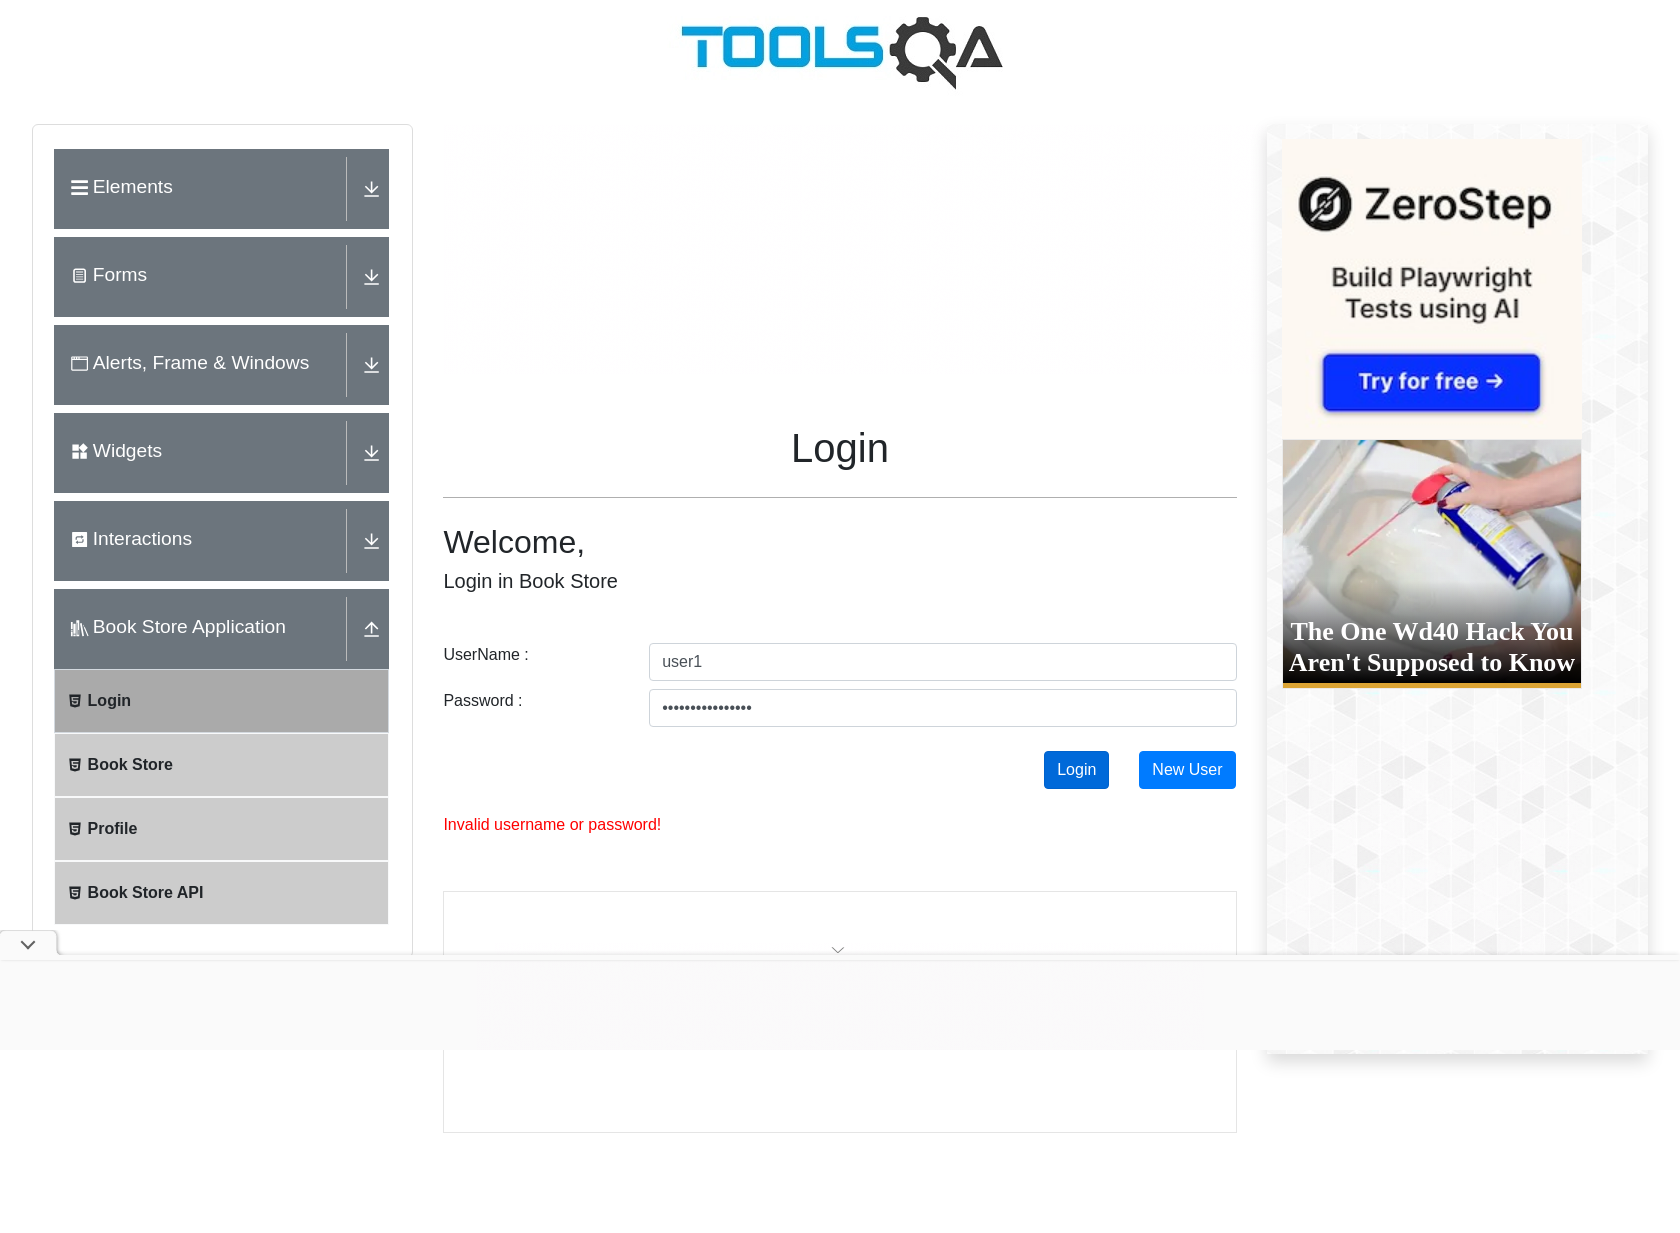 TOOLSQA
Elements
Forms
Alerts, Frame & Windows
Widgets
Interactions
Book Store Application
Login
Book Store
Profile
Book Store API
Login
Welcome,
Login in Book Store
UserName :
user1
Password :
••••••••••••••••
Login
New User
Invalid username or password!
ZeroStep
Build Playwright
Tests using AI
Try for free →
The One Wd40 Hack You
Aren't Supposed to Know